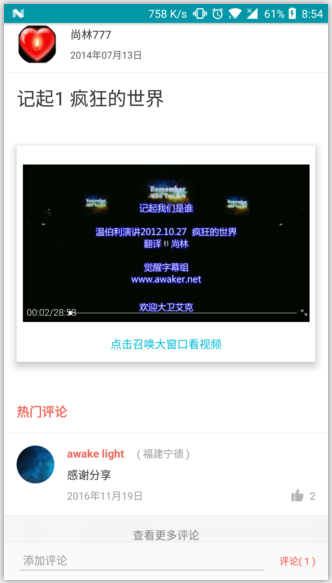 758 K/s 61% 8:54
尚林777
2014年07月13日
记起1 疯狂的世界
Remember
Who You Are
记起我们是谁
温伯利演讲2012.10.27 疯狂的世界
翻译：尚林
觉醒字幕组
www.awaker.net
欢迎大卫艾克
00:02/28:53
点击召唤大窗口看视频
热门评论
awake light （福建宁德）
感谢分享
2016年11月19日 2
查看更多评论
添加评论 评论( 1 )